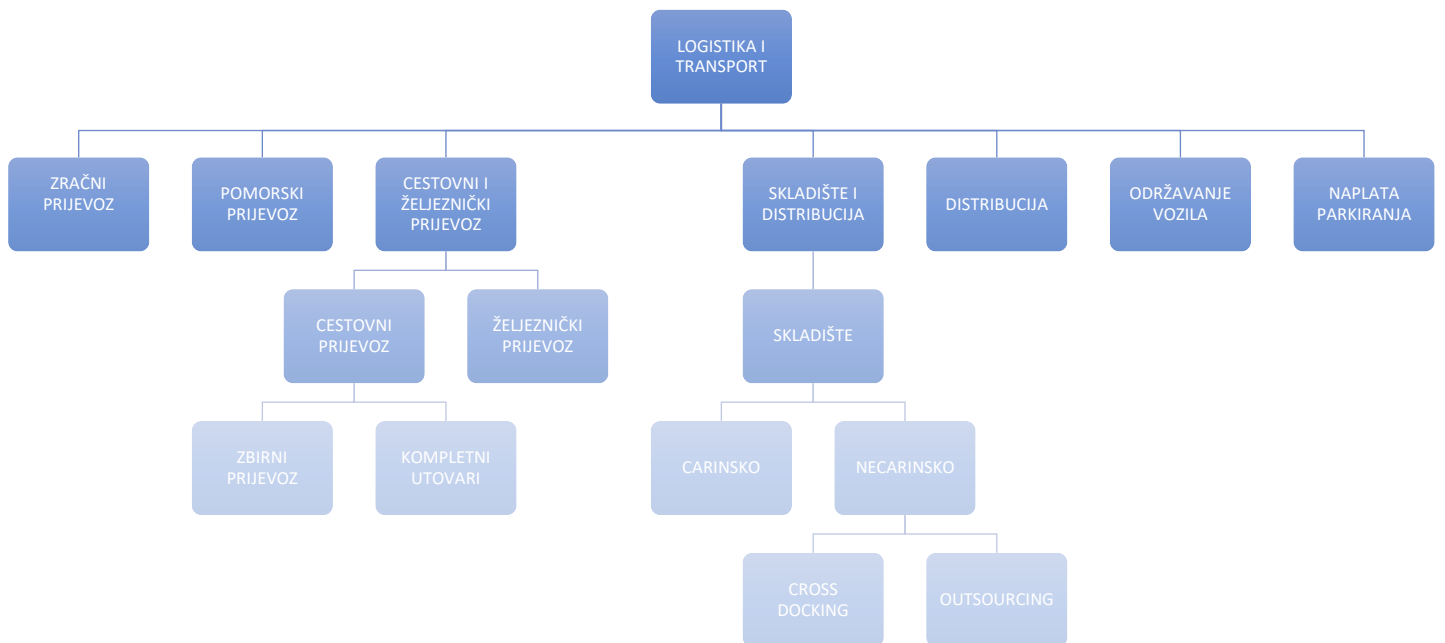 LOGISTIKA I
TRANSPORT
ZRAČNI
PRIJEVOZ
POMORSKI
PRIJEVOZ
CESTOVNI I
ŽELJEZNIČKI
PRIJEVOZ
SKLADIŠTE I
DISTRIBUCIJA
DISTRIBUCIJA
ODRŽAVANJE
VOZILA
NAPLATA
PARKIRANJA
CESTOVNI
PRIJEVOZ
ŽELJEZNIČKI
PRIJEVOZ
SKLADIŠTE
ZBIRNI
PRIJEVOZ
KOMPLETNI
UTOVARI
CARINSKO
NECARINSKO
CROSS
DOCKING
OUTSOURCING